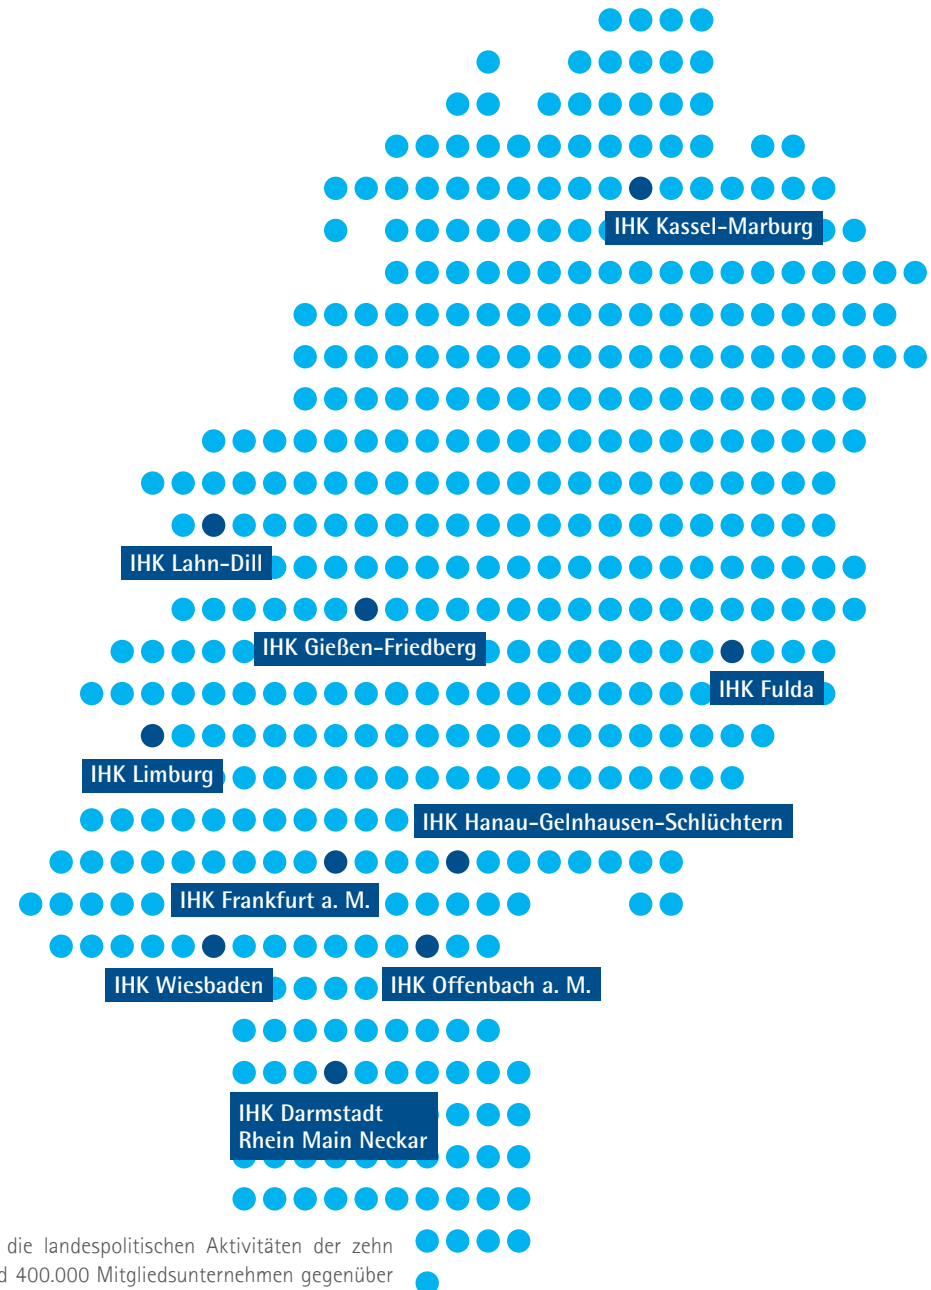 IHK Kassel-Marburg
IHK Lahn-Dill
IHK Gießen-Friedberg
IHK Fulda
IHK Limburg
IHK Hanau-Gelnhausen-Schlüchtern
IHK Frankfurt a. M.
IHK Wiesbaden
IHK Offenbach a. M.
IHK Darmstadt
Rhein Main Neckar
die landespolitischen Aktivitäten der zehn
400.000 Mitgliedsunternehmen gegenüber